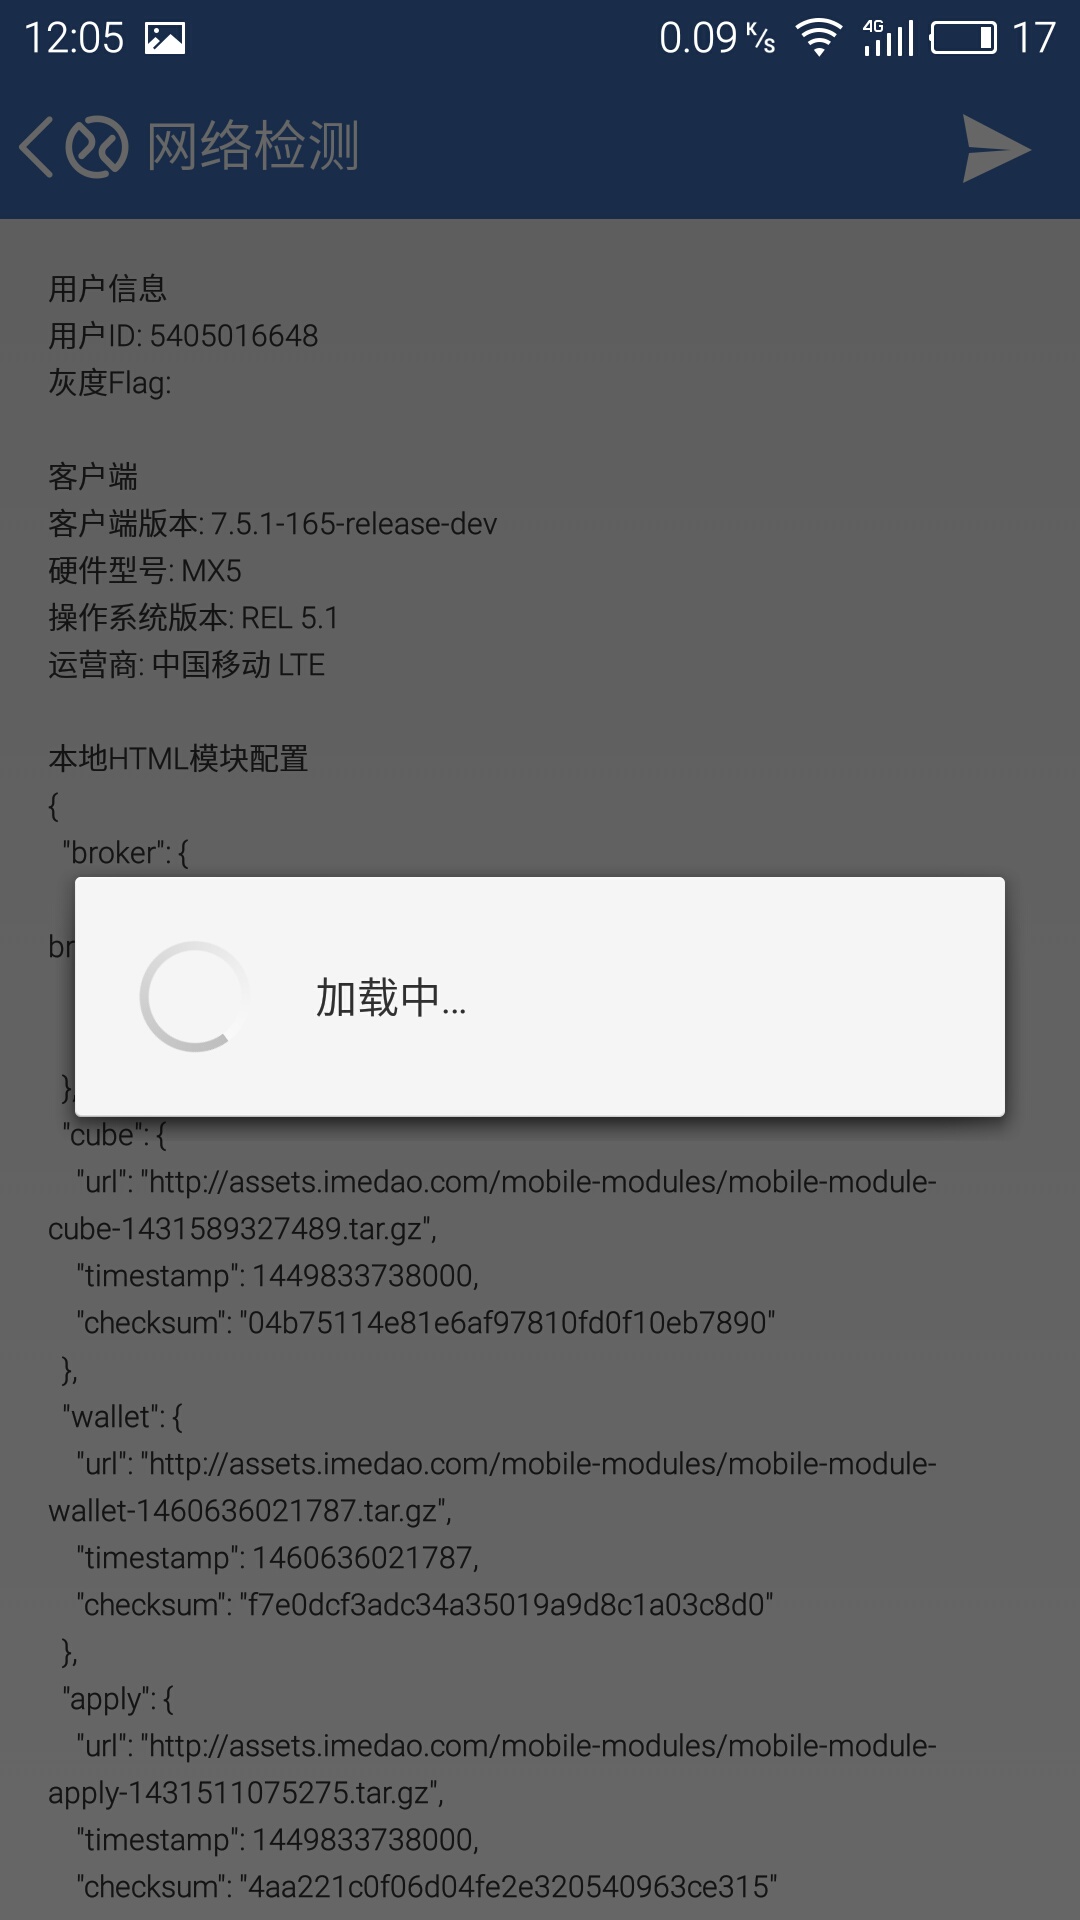 12:05
0.09 K/s 4G 17
网络检测
用户信息
用户ID: 5405016648
灰度Flag:
客户端
客户端版本: 7.5.1-165-release-dev
硬件型号: MX5
操作系统版本: REL 5.1
运营商: 中国移动 LTE
本地HTML模块配置
{
"broker": {
br
加载中...
},
"cube": {
"url": "http://assets.imedao.com/mobile-modules/mobile-module-
cube-1431589327489.tar.gz",
"timestamp": 1449833738000,
"checksum": "04b75114e81e6af97810fd0f10eb7890"
},
"wallet": {
"url": "http://assets.imedao.com/mobile-modules/mobile-module-
wallet-1460636021787.tar.gz",
"timestamp": 1460636021787,
"checksum": "f7e0dcf3adc34a35019a9d8c1a03c8d0"
},
"apply": {
"url": "http://assets.imedao.com/mobile-modules/mobile-module-
apply-1431511075275.tar.gz",
"timestamp": 1449833738000,
"checksum": "4aa221c0f06d04fe2e320540963ce315"